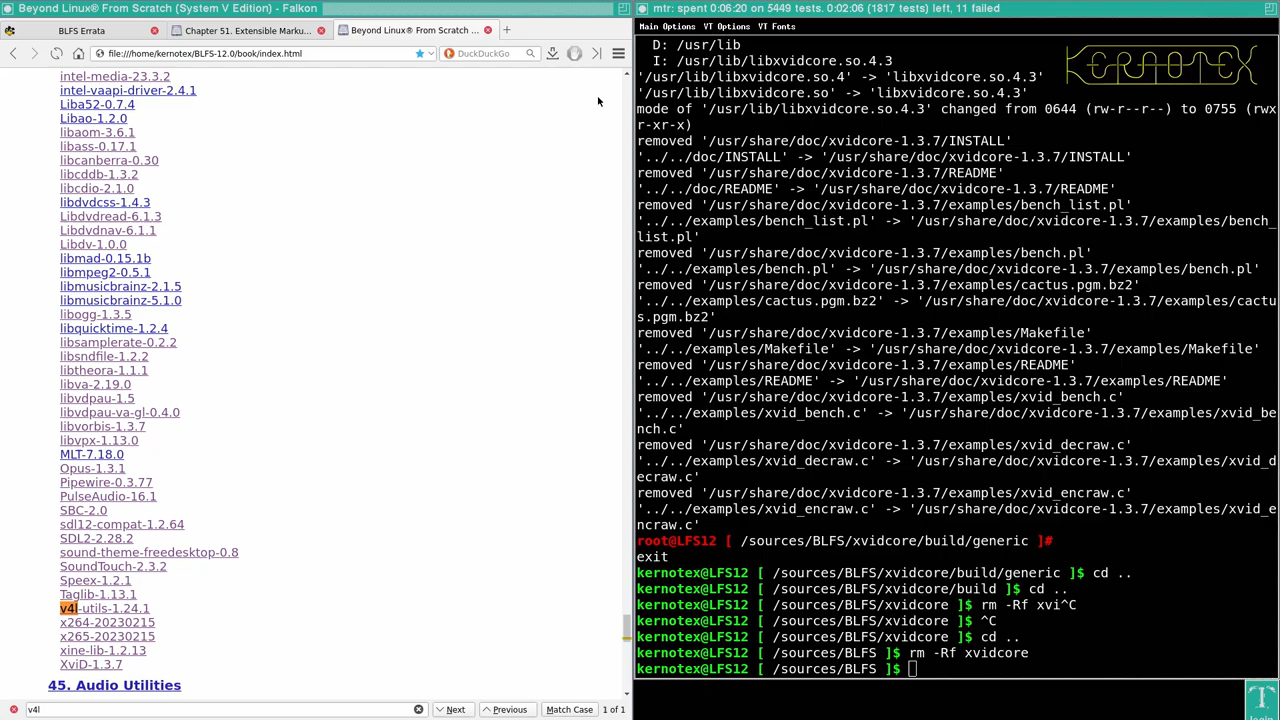 Beyond Linux® From Scratch (System V Edition) - Falkon
BLFS Errata
Chapter 51. Extensible Marku...
Beyond Linux® From Scratch ...
file:///home/kernotex/BLFS-12.0/book/index.html
DuckDuckGo
intel-media-23.3.2
intel-vaapi-driver-2.4.1
Liba52-0.7.4
Libao-1.2.0
libaom-3.6.1
libass-0.17.1
libcanberra-0.30
libcddb-1.3.2
libcdio-2.1.0
libdvdcss-1.4.3
Libdvdread-6.1.3
Libdvdnav-6.1.1
Libdv-1.0.0
libmad-0.15.1b
libmpeg2-0.5.1
libmusicbrainz-2.1.5
libmusicbrainz-5.1.0
libogg-1.3.5
libquicktime-1.2.4
libsamplerate-0.2.2
libsndfile-1.2.2
libtheora-1.1.1
libva-2.19.0
libvdpau-1.5
libvdpau-va-gl-0.4.0
libvorbis-1.3.7
libvpx-1.13.0
MLT-7.18.0
Opus-1.3.1
Pipewire-0.3.77
PulseAudio-16.1
SBC-2.0
sdl12-compat-1.2.64
SDL2-2.28.2
sound-theme-freedesktop-0.8
SoundTouch-2.3.2
Speex-1.2.1
Taglib-1.13.1
v4l-utils-1.24.1
x264-20230215
x265-20230215
xine-lib-1.2.13
XviD-1.3.7
45. Audio Utilities
v4l
Next
Previous
Match Case
1 of 1
mtr: spent 0:06:20 on 5449 tests. 0:02:06 (1817 tests) left, 11 failed
Main Options VT Options VT Fonts
KERNOTEX
D: /usr/lib
I: /usr/lib/libxvidcore.so.4.3
'/usr/lib/libxvidcore.so.4' -> 'libxvidcore.so.4.3'
'/usr/lib/libxvidcore.so' -> 'libxvidcore.so.4.3'
mode of '/usr/lib/libxvidcore.so.4.3' changed from 0644 (rw-r--r--) to 0755 (rwx
r-xr-x)
removed '/usr/share/doc/xvidcore-1.3.7/INSTALL'
'../../doc/INSTALL' -> '/usr/share/doc/xvidcore-1.3.7/INSTALL'
removed '/usr/share/doc/xvidcore-1.3.7/README'
'../../doc/README' -> '/usr/share/doc/xvidcore-1.3.7/README'
removed '/usr/share/doc/xvidcore-1.3.7/examples/bench_list.pl'
'../../examples/bench_list.pl' -> '/usr/share/doc/xvidcore-1.3.7/examples/bench_
list.pl'
removed '/usr/share/doc/xvidcore-1.3.7/examples/bench.pl'
'../../examples/bench.pl' -> '/usr/share/doc/xvidcore-1.3.7/examples/bench.pl'
removed '/usr/share/doc/xvidcore-1.3.7/examples/cactus.pgm.bz2'
'../../examples/cactus.pgm.bz2' -> '/usr/share/doc/xvidcore-1.3.7/examples/cactu
s.pgm.bz2'
removed '/usr/share/doc/xvidcore-1.3.7/examples/Makefile'
'../../examples/Makefile' -> '/usr/share/doc/xvidcore-1.3.7/examples/Makefile'
removed '/usr/share/doc/xvidcore-1.3.7/examples/README'
'../../examples/README' -> '/usr/share/doc/xvidcore-1.3.7/examples/README'
removed '/usr/share/doc/xvidcore-1.3.7/examples/xvid_bench.c'
'../../examples/xvid_bench.c' -> '/usr/share/doc/xvidcore-1.3.7/examples/xvid_be
nch.c'
removed '/usr/share/doc/xvidcore-1.3.7/examples/xvid_decraw.c'
'../../examples/xvid_decraw.c' -> '/usr/share/doc/xvidcore-1.3.7/examples/xvid_d
ecraw.c'
removed '/usr/share/doc/xvidcore-1.3.7/examples/xvid_encraw.c'
'../../examples/xvid_encraw.c' -> '/usr/share/doc/xvidcore-1.3.7/examples/xvid_e
ncraw.c'
root@LFS12 [ /sources/BLFS/xvidcore/build/generic ]#
exit
kernotex@LFS12 [ /sources/BLFS/xvidcore/build/generic ]$ cd ..
kernotex@LFS12 [ /sources/BLFS/xvidcore/build ]$ cd ..
kernotex@LFS12 [ /sources/BLFS/xvidcore ]$ rm -Rf xvi^C
kernotex@LFS12 [ /sources/BLFS/xvidcore ]$ ^C
kernotex@LFS12 [ /sources/BLFS/xvidcore ]$ cd ..
kernotex@LFS12 [ /sources/BLFS ]$ rm -Rf xvidcore
kernotex@LFS12 [ /sources/BLFS ]$
login